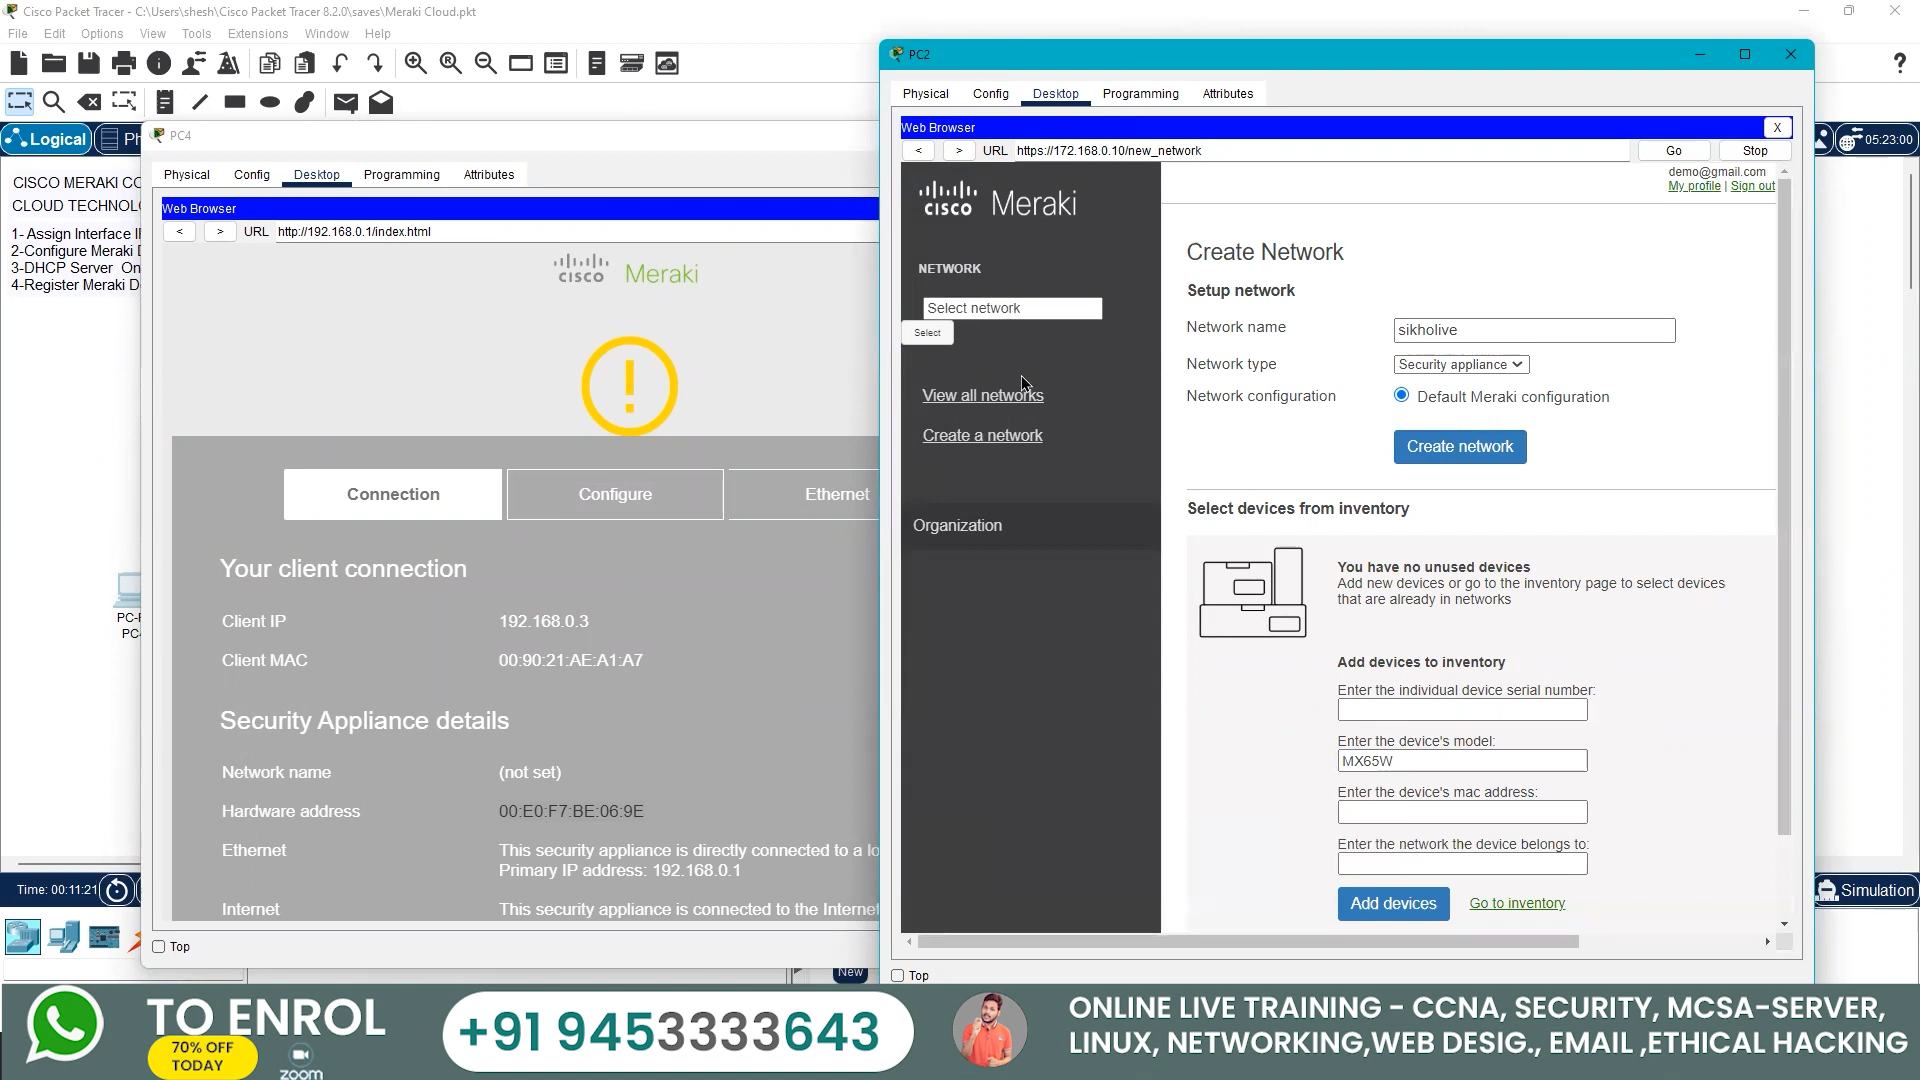 Cisco Packet Tracer - C:\Users\shesh\Cisco Packet Tracer 8.2.0\saves\Meraki Cloud.pkt
File Edit Options View Tools Extensions Window Help
Logical
05:23:00
CISCO MERAKI
CLOUD
1- Assign Interface
2-Configure Meraki
3-DHCP Server On
4-Register Meraki
PC4
Physical Config Desktop Programming Attributes
Web Browser
< > URL http://192.168.0.1/index.html
CISCO Meraki
!
Connection Configure Ethernet
Your client connection
Client IP 192.168.0.3
Client MAC 00:90:21:AE:A1:A7
Security Appliance details
Network name (not set)
Hardware address 00:E0:F7:BE:06:9E
Ethernet This security appliance is directly connected to a
Primary IP address: 192.168.0.1
Internet This security appliance is connected to the Internet
Top
PC2
Physical Config Desktop Programming Attributes
Web Browser X
< > URL https://172.168.0.10/new_network Go Stop
demo@gmail.com
My profile | Sign out
CISCO Meraki
NETWORK
Select network
Select
View all networks
Create a network
Organization
Create Network
Setup network
Network name sikholive
Network type Security appliance
Network configuration Default Meraki configuration
Create network
Select devices from inventory
You have no unused devices
Add new devices or go to the inventory page to select devices
that are already in networks
Add devices to inventory
Enter the individual device serial number:
Enter the device's model:
MX65W
Enter the device's mac address:
Enter the network the device belongs to:
Add devices Go to inventory
Top
Time: 00:11:21
Simulation
New
TO ENROL
70% OFF
TODAY
zoom
+91 9453333643
ONLINE LIVE TRAINING - CCNA, SECURITY, MCSA-SERVER,
LINUX, NETWORKING,WEB DESIG., EMAIL ,ETHICAL HACKING